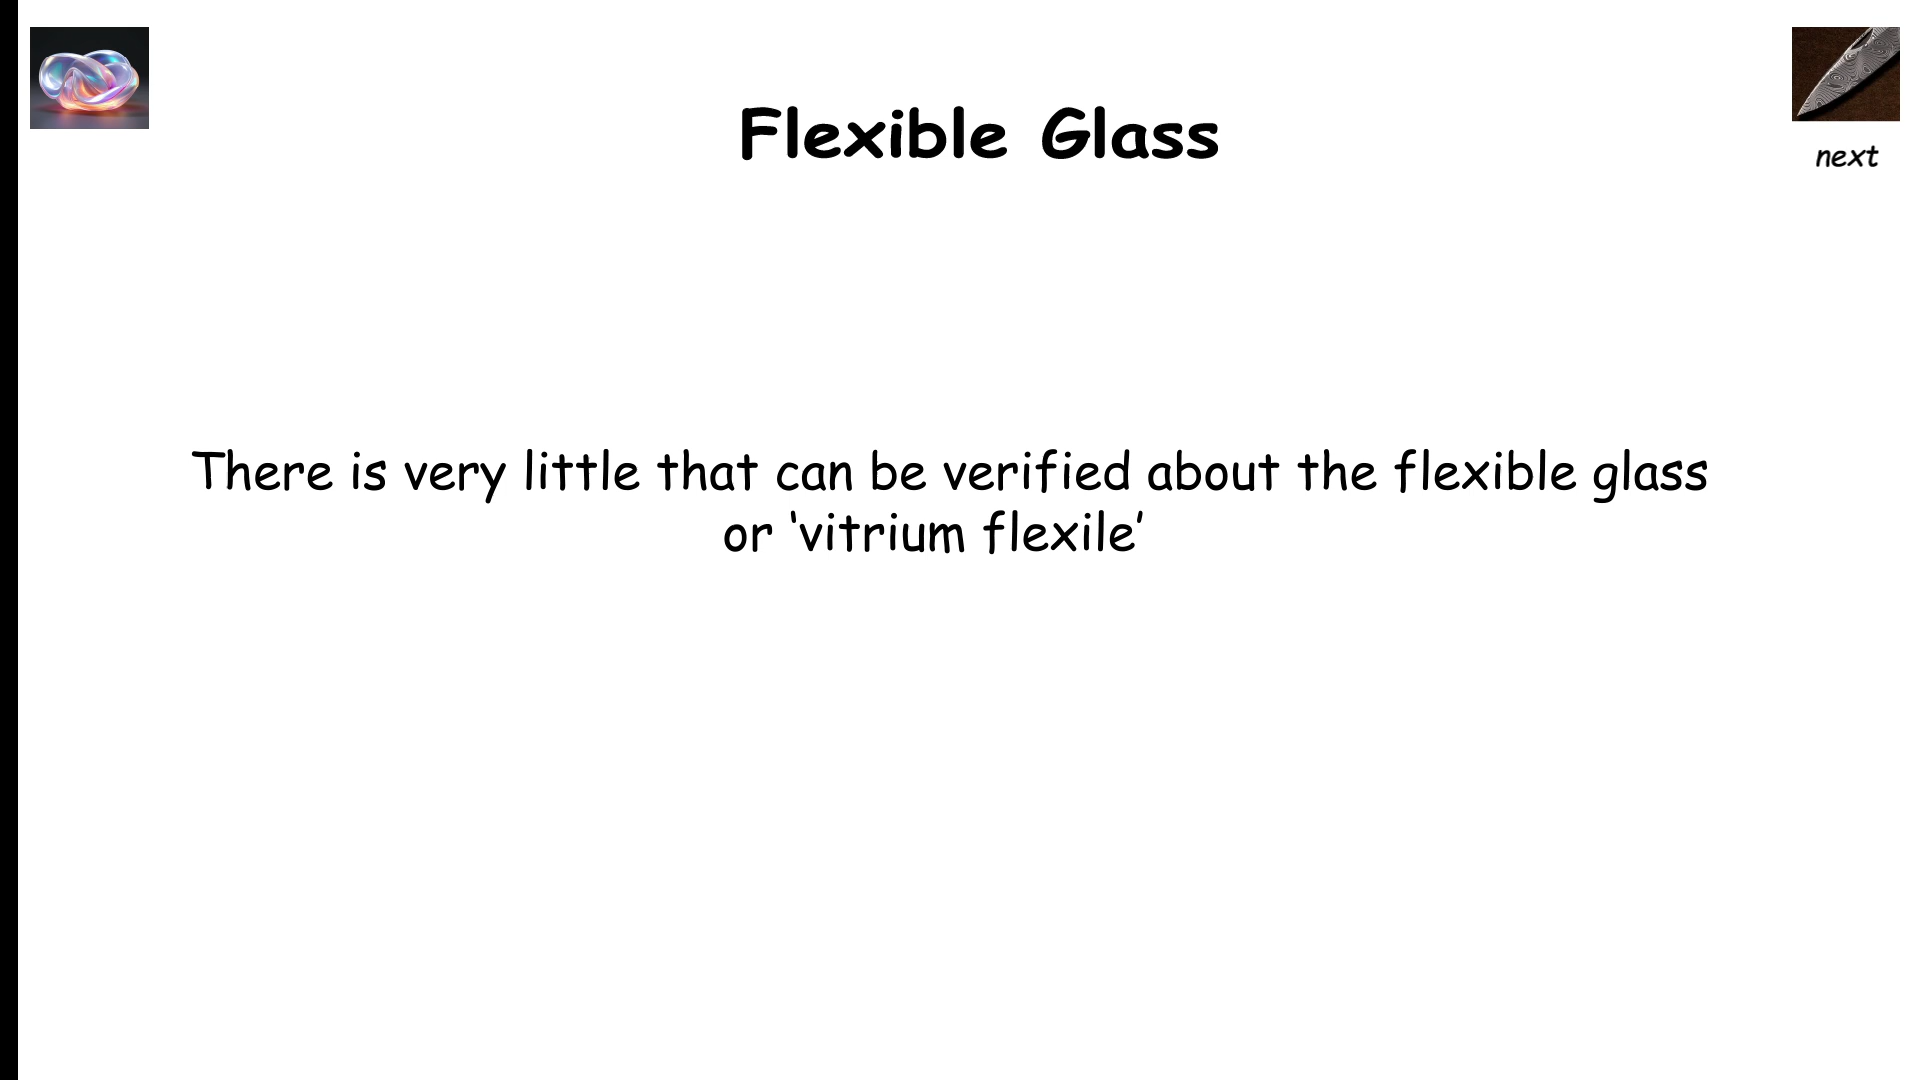 Flexible Glass
next
There is very little that can be verified about the flexible glass
or ‘vitrium flexile’